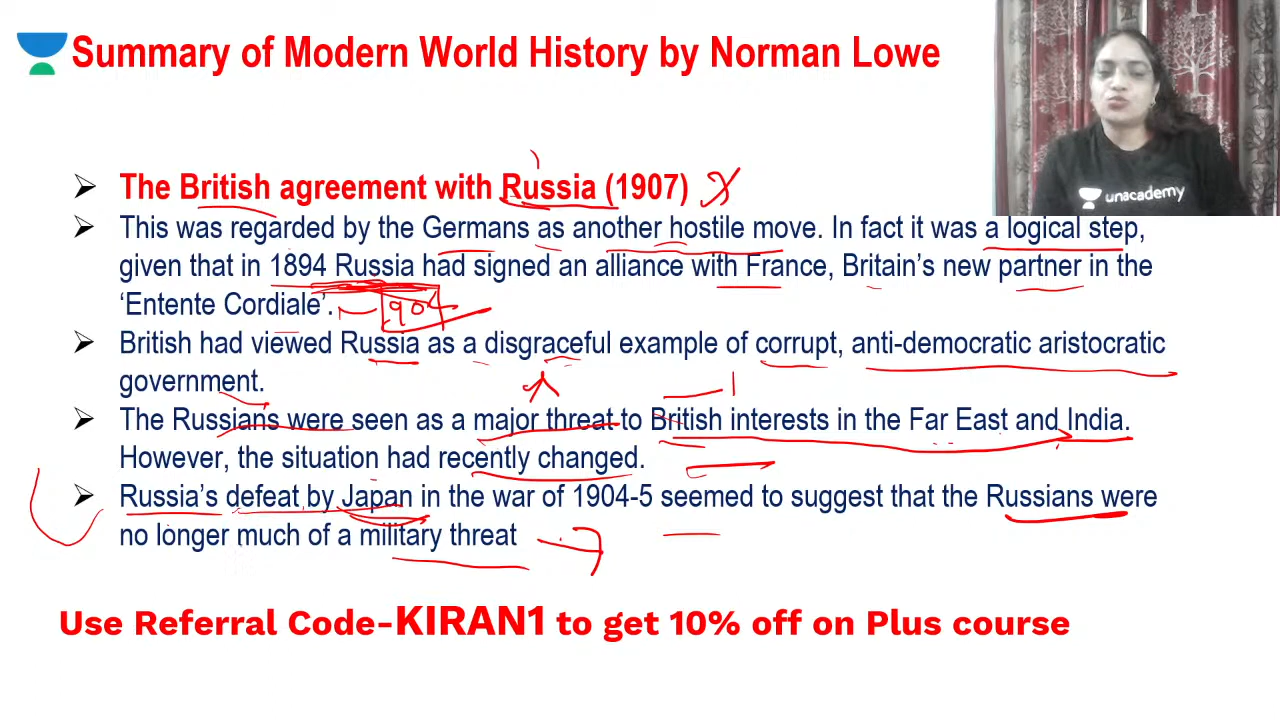 Summary of Modern World History by Norman Lowe
unacademy
➢ The British agreement with Russia (1907)
➢ This was regarded by the Germans as another hostile move. In fact it was a logical step,
given that in 1894 Russia had signed an alliance with France, Britain's new partner in the
'Entente Cordiale'.
1904
➢ British had viewed Russia as a disgraceful example of corrupt, anti-democratic aristocratic
government.
➢ The Russians were seen as a major threat to British interests in the Far East and India.
However, the situation had recently changed.
➢ Russia's defeat by Japan in the war of 1904-5 seemed to suggest that the Russians were
no longer much of a military threat
Use Referral Code-KIRAN1 to get 10% off on Plus course